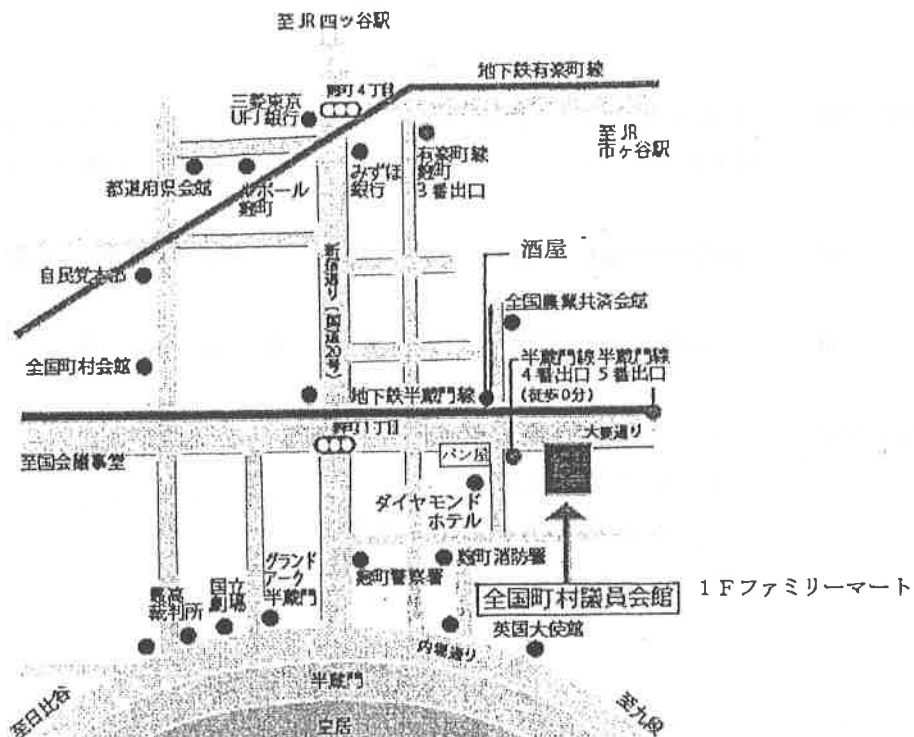 至JR四ッ谷駅
地下鉄有楽町線
麹町4丁目
三菱東京
UFJ銀行
至JR
市ヶ谷駅
都道府県会館
ルポール
麹町
みずほ
銀行
有楽町線
麹町
3番出口
新宿通り(国道20号)
酒屋
自民党本部
全国農業共済会館
全国町村会館
半蔵門線
4番出口
(徒歩0分)
半蔵門線
5番出口
地下鉄半蔵門線
麹町1丁目
大妻通り
至国会議事堂
パン屋
ダイヤモンド
ホテル
グランド
アーク
半蔵門
麹町警察署
麹町消防署
最高
裁判所
国立
劇場
全国町村議員会館
1Fファミリーマート
英国大使館
内堀通り
半蔵門
至日比谷
至九段
皇居